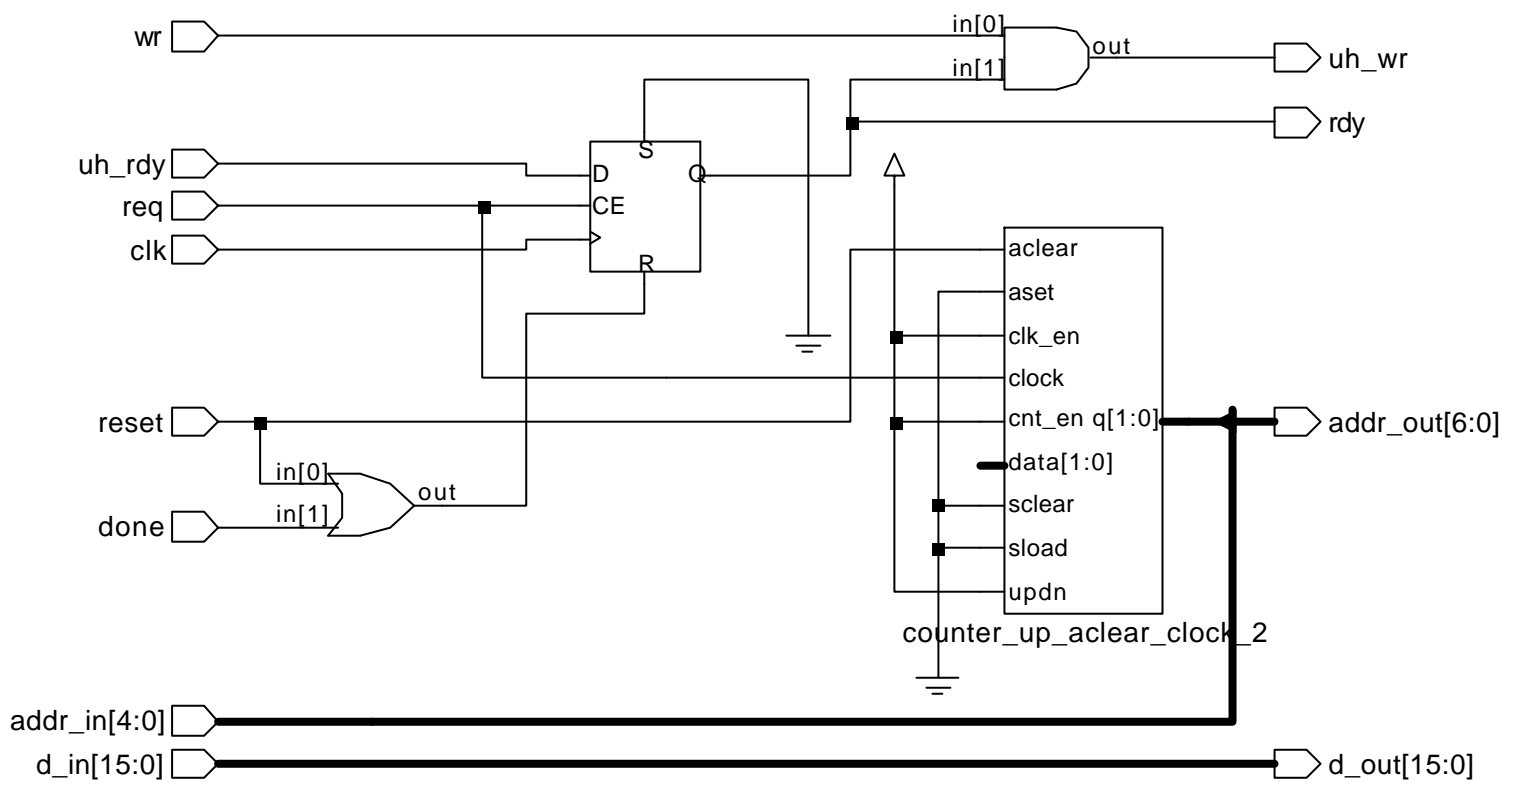 wr
in[0]
in[1]
out
uh_wr
rdy
uh_rdy
req
clk
S
D
Q
CE
R
aclear
aset
clk_en
clock
cnt_en q[1:0]
data[1:0]
sclear
sload
updn
counter_up_aclear_clock_2
addr_out[6:0]
reset
in[0]
in[1]
out
done
addr_in[4:0]
d_in[15:0]
d_out[15:0]